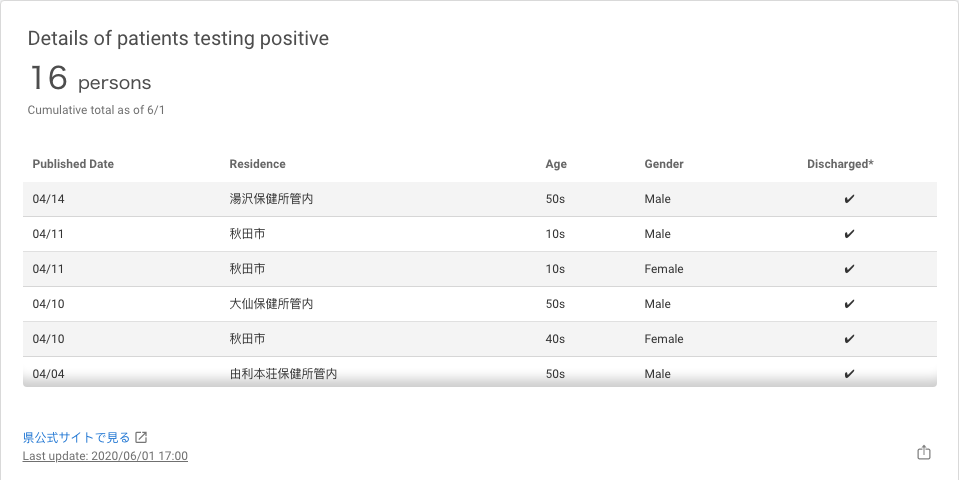 Details of patients testing positive
16 persons
Cumulative total as of 6/1
Published Date Residence Age Gender Discharged*
04/14 湯沢保健所管内 50s Male ✔
04/11 秋田市 10s Male ✔
04/11 秋田市 10s Female ✔
04/10 大仙保健所管内 50s Male ✔
04/10 秋田市 40s Female ✔
04/04 由利本荘保健所管内 50s Male ✔
県公式サイトで見る
Last update: 2020/06/01 17:00